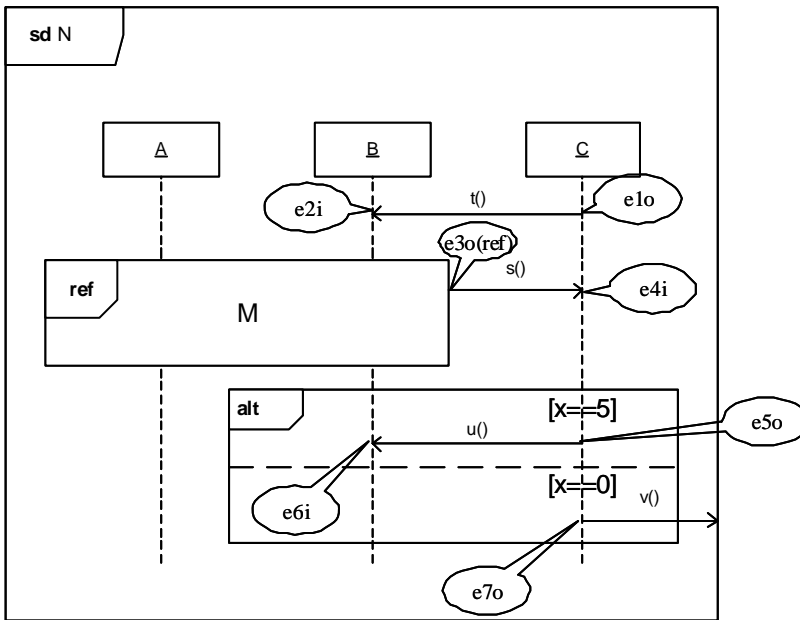 sd N
A
B
C
e2i
t()
e1o
e3o(ref)
s()
ref
M
e4i
alt
[x==5]
u()
e5o
[x==0]
e6i
v()
e7o